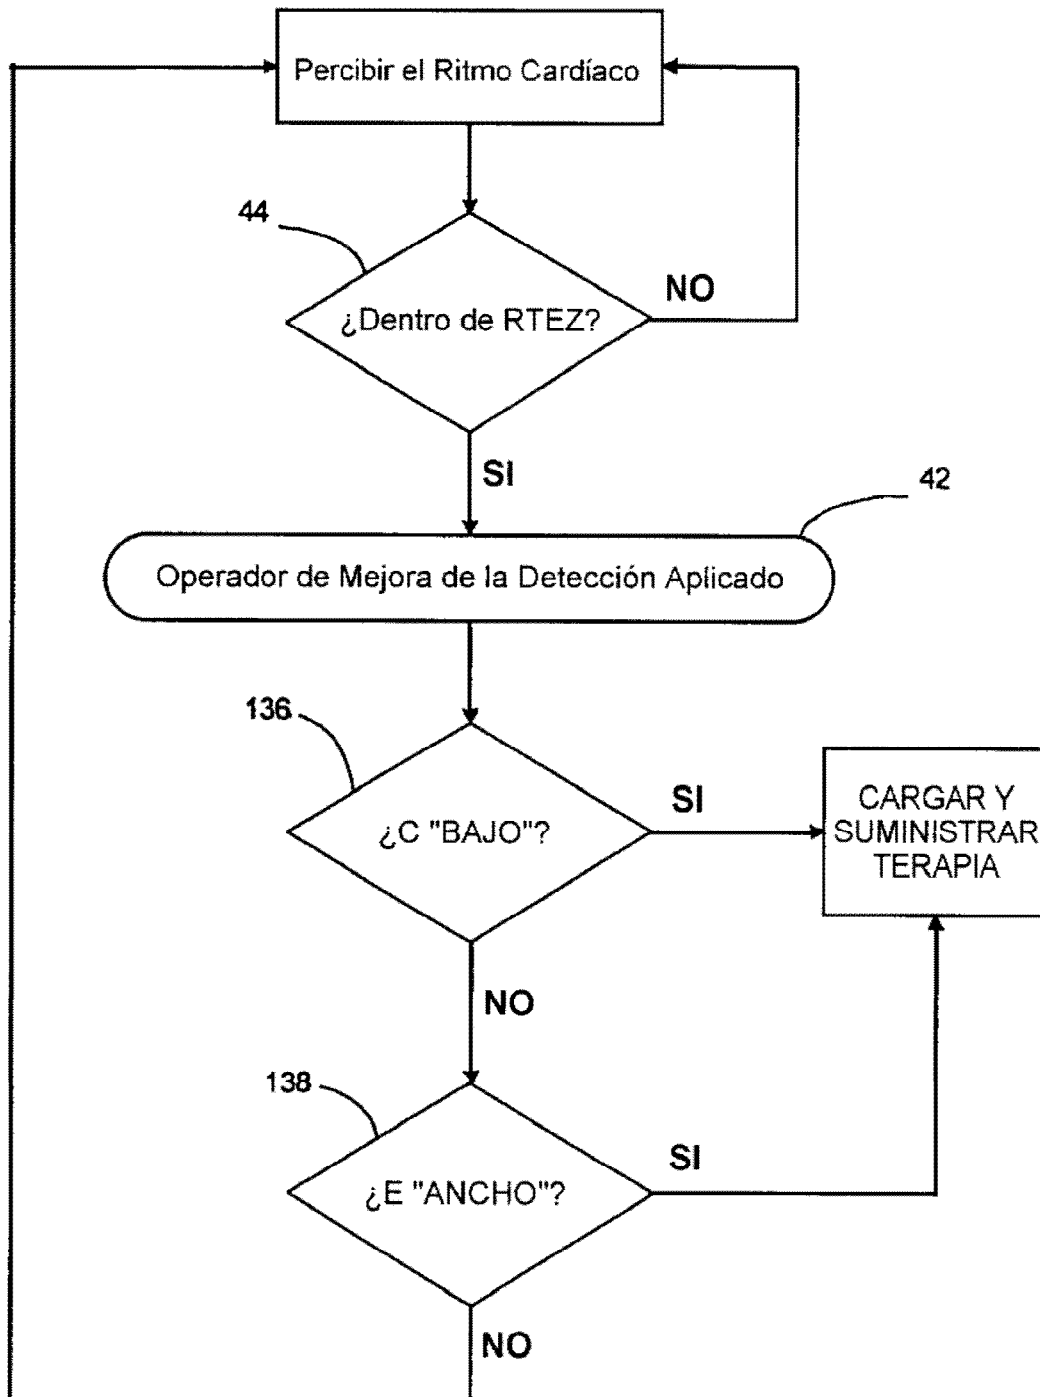 Percibir el Ritmo Cardíaco
44
¿Dentro de RTEZ?
NO
SI
42
Operador de Mejora de la Detección Aplicado
136
¿C "BAJO"?
SI
CARGAR Y
SUMINISTRAR
TERAPIA
NO
138
¿E "ANCHO"?
SI
NO